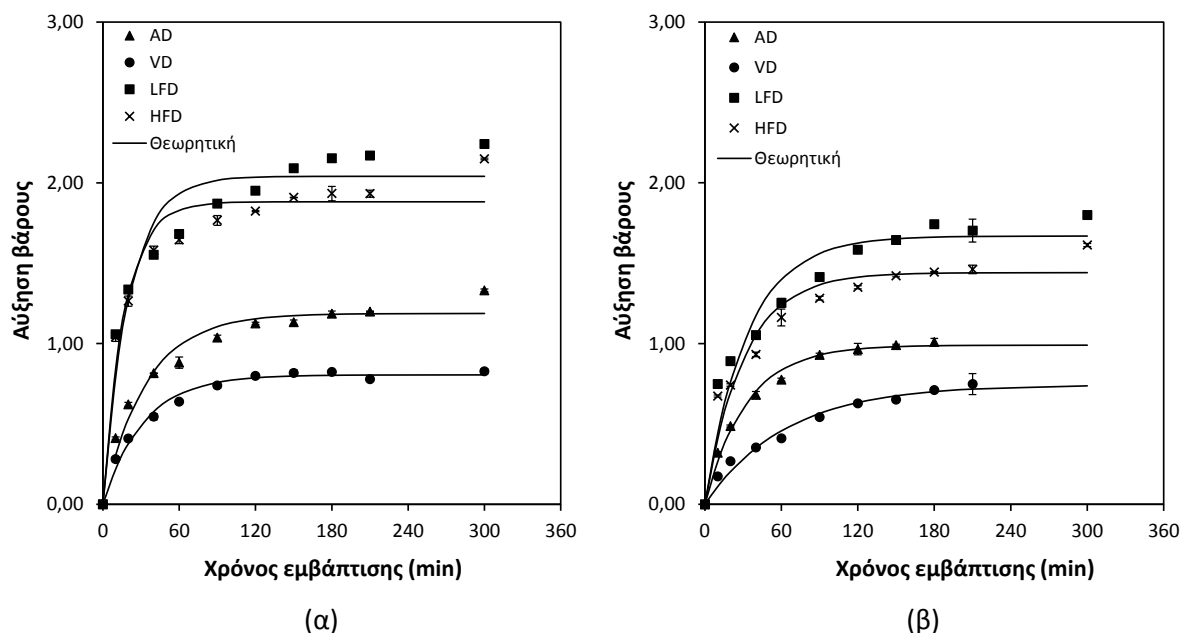 3,00
2,00
1,00
0,00
Αύξηση βάρους
AD
VD
LFD
HFD
Θεωρητική
0 60 120 180 240 300 360
Χρόνος εμβάπτισης (min)
(α)
3,00
2,00
1,00
0,00
Αύξηση βάρους
AD
VD
LFD
HFD
Θεωρητική
0 60 120 180 240 300 360
Χρόνος εμβάπτισης (min)
(β)